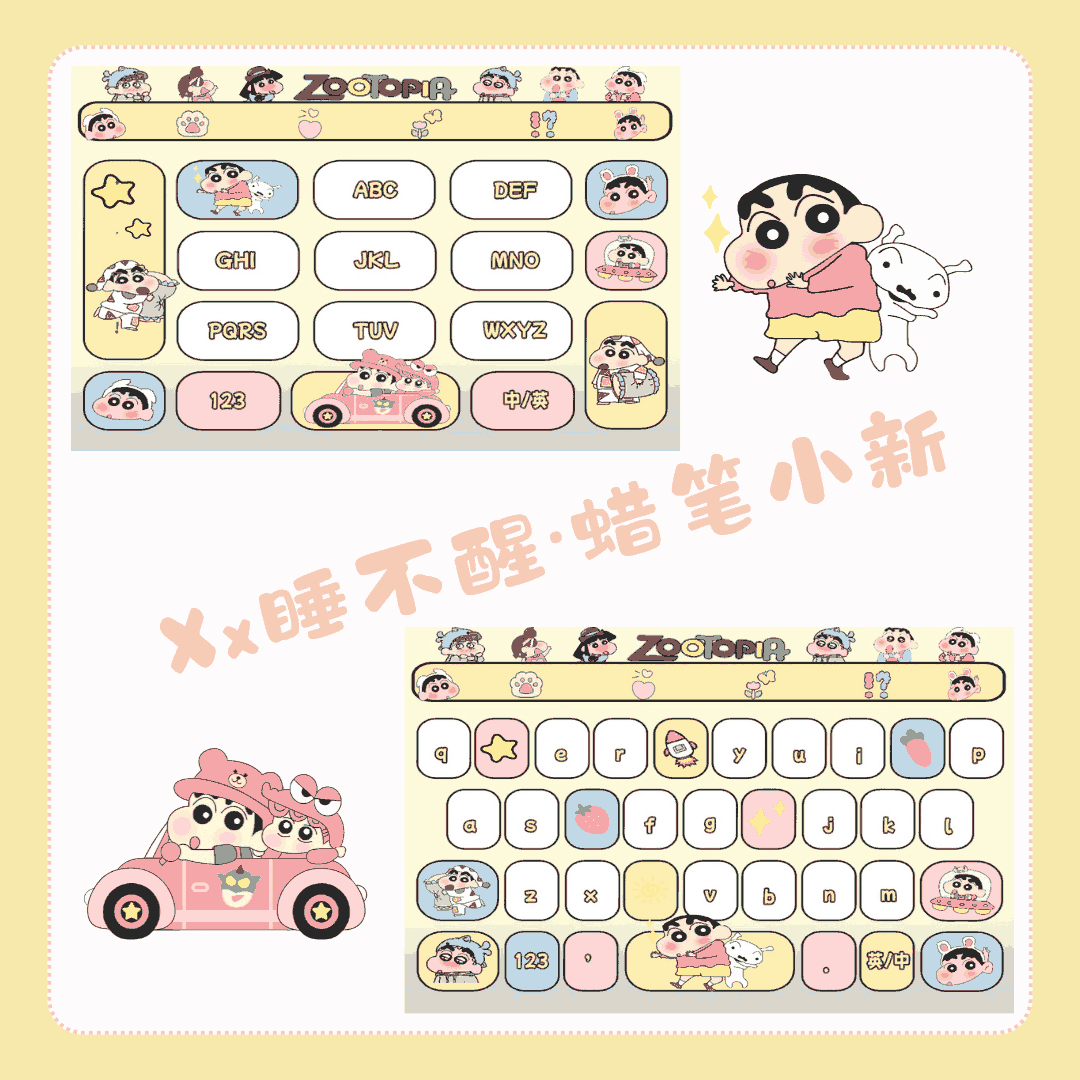 ZOOTOPIA
!?
ABC DEF
GHI JKL MNO
PQRS TUV WXYZ
123 中/英
Xx睡不醒·蜡笔小新
ZOOTOPIA
!?
q e r y u i p
a s f g j k l
z x v b n m
123 , . 英/中